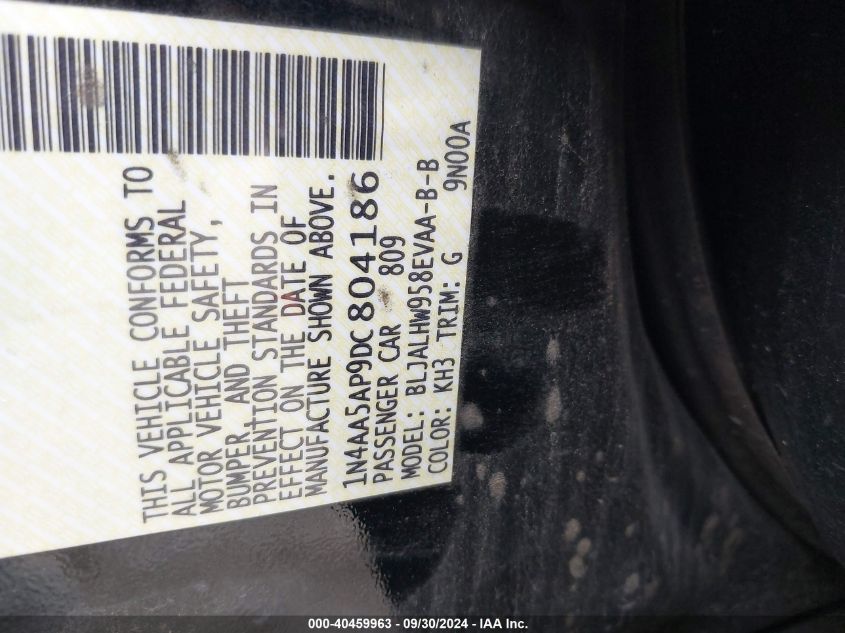 THIS VEHICLE CONFORMS TO
ALL APPLICABLE FEDERAL
MOTOR VEHICLE SAFETY,
BUMPER, AND THEFT
PREVENTION STANDARDS IN
EFFECT ON THE DATE OF
MANUFACTURE SHOWN ABOVE.
1N4AA5AP9DC804186
PASSENGER CAR 809
MODEL: BLJALHW958EVAA-B-B
COLOR: KH3 TRIM: G 9N00A
000-40459963 - 09/30/2024 - IAA Inc.